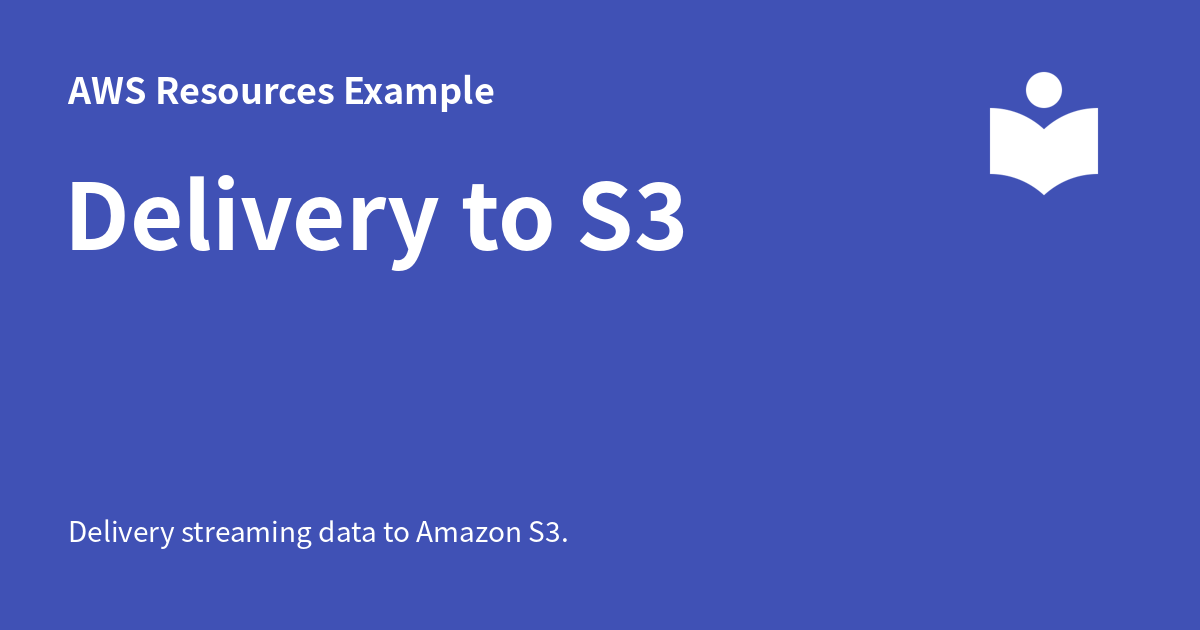 AWS Resources Example
Delivery to S3
Delivery streaming data to Amazon S3.